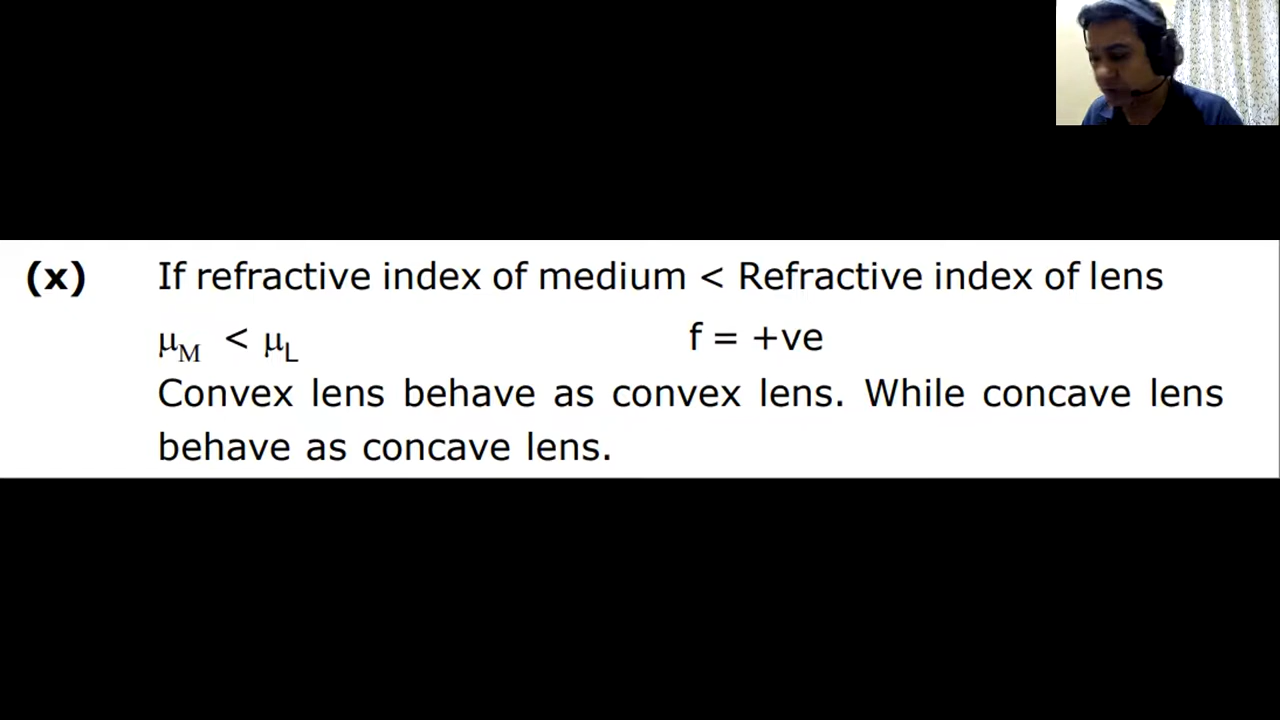 (x) If refractive index of medium < Refractive index of lens
μM < μL f = +ve
Convex lens behave as convex lens. While concave lens
behave as concave lens.